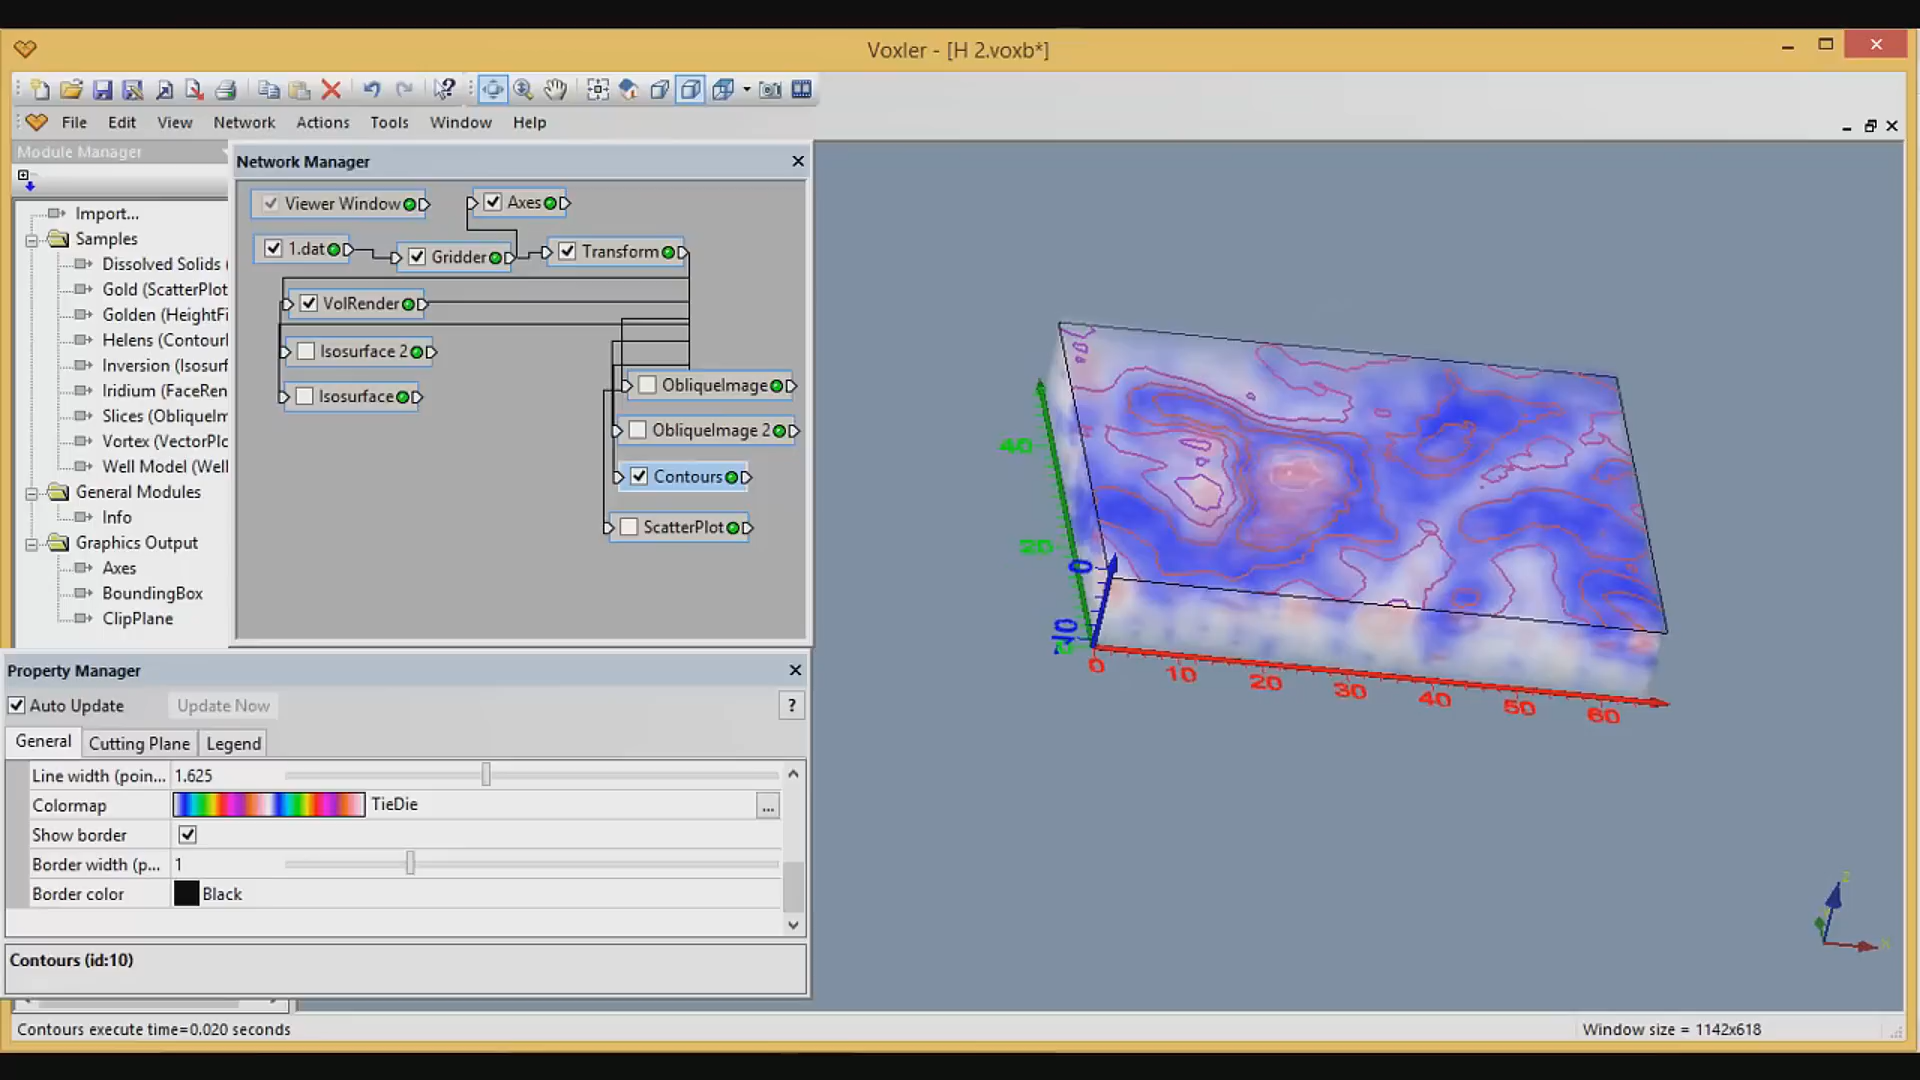 Voxler - [H 2.voxb*]
File Edit View Network Actions Tools Window Help
Module Manager
Import...
Samples
Dissolved Solids (
Gold (ScatterPlot
Golden (HeightFi
Helens (Contour
Inversion (Isosurf
Iridium (FaceRen
Slices (ObliqueIm
Vortex (VectorPlc
Well Model (Well
General Modules
Info
Graphics Output
Axes
BoundingBox
ClipPlane
Network Manager
Viewer Window
Axes
1.dat
Gridder
Transform
VolRender
Isosurface 2
Isosurface
ObliqueImage
ObliqueImage 2
Contours
ScatterPlot
Property Manager
Auto Update
Update Now
?
General
Cutting Plane
Legend
Line width (poin... 1.625
Colormap TieDie ...
Show border
Border width (p... 1
Border color Black
Contours (id:10)
Contours execute time=0.020 seconds
Window size = 1142x618
40
20
0
0
10
20
30
40
50
60